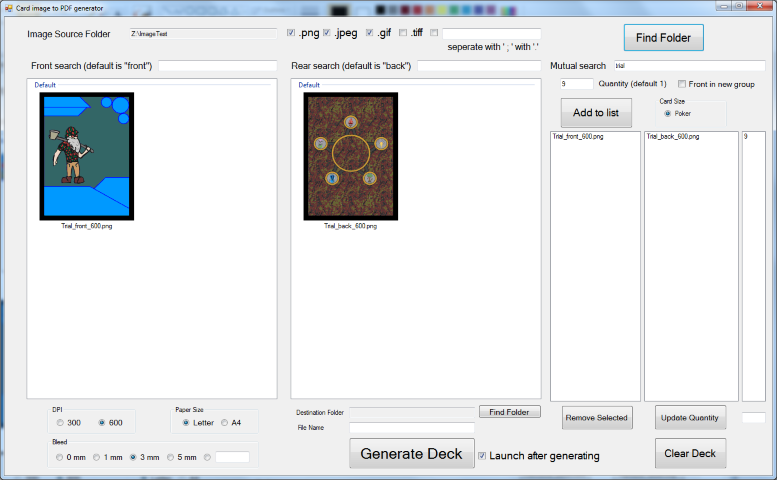 Card image to PDF generator
Image Source Folder Z:\ImageTest .png .jpeg .gif .tiff
seperate with ' ; ' with '.'
Find Folder
Front search (default is "front") Rear search (default is "back") Mutual search trial
9 Quantity (default 1) Front in new group
Default Default
Add to list Card Size
Poker
Trial_front_600.png Trial_back_600.png 9
Trial_front_600.png Trial_back_600.png
DPI Paper Size
300 600 Letter A4
Destination Folder Find Folder
File Name
Remove Selected Update Quantity
Bleed
0 mm 1 mm 3 mm 5 mm
Generate Deck Launch after generating Clear Deck